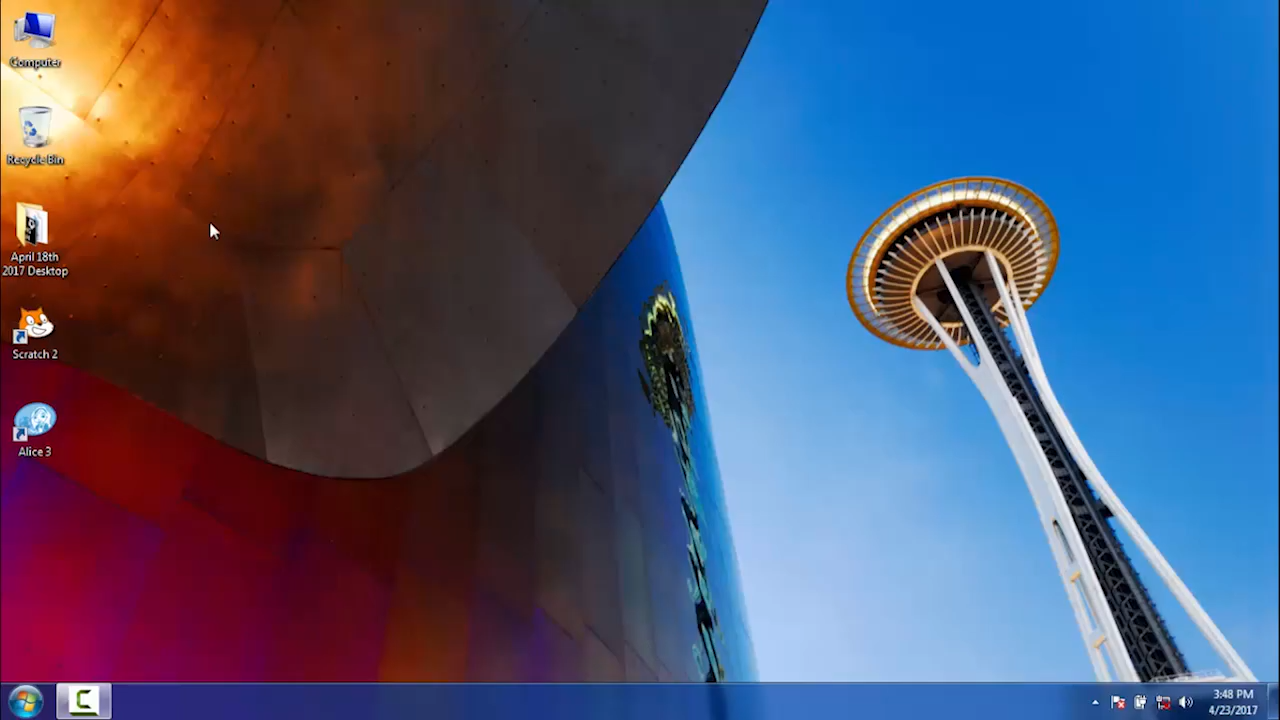 Computer
Recycle Bin
April 18th
2017 Desktop
Scratch 2
Alice 3
3:48 PM
4/23/2017